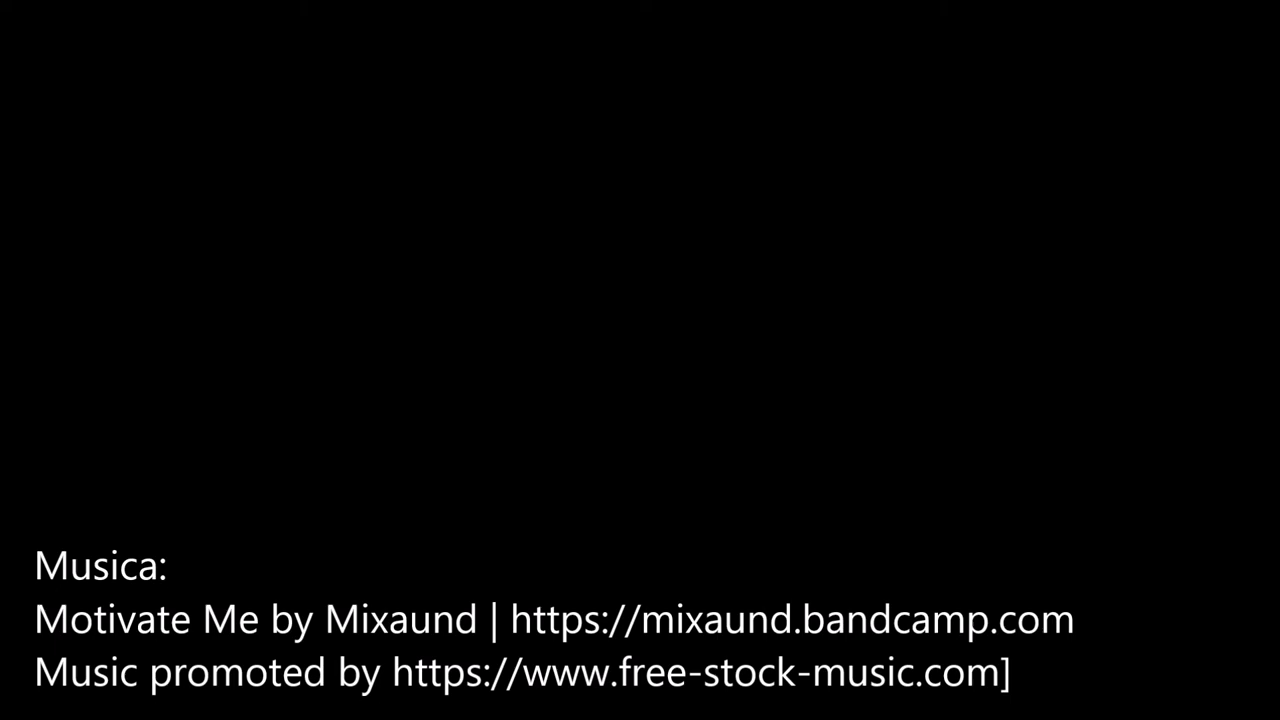 Musica:
Motivate Me by Mixaund | https://mixaund.bandcamp.com
Music promoted by https://www.free-stock-music.com]